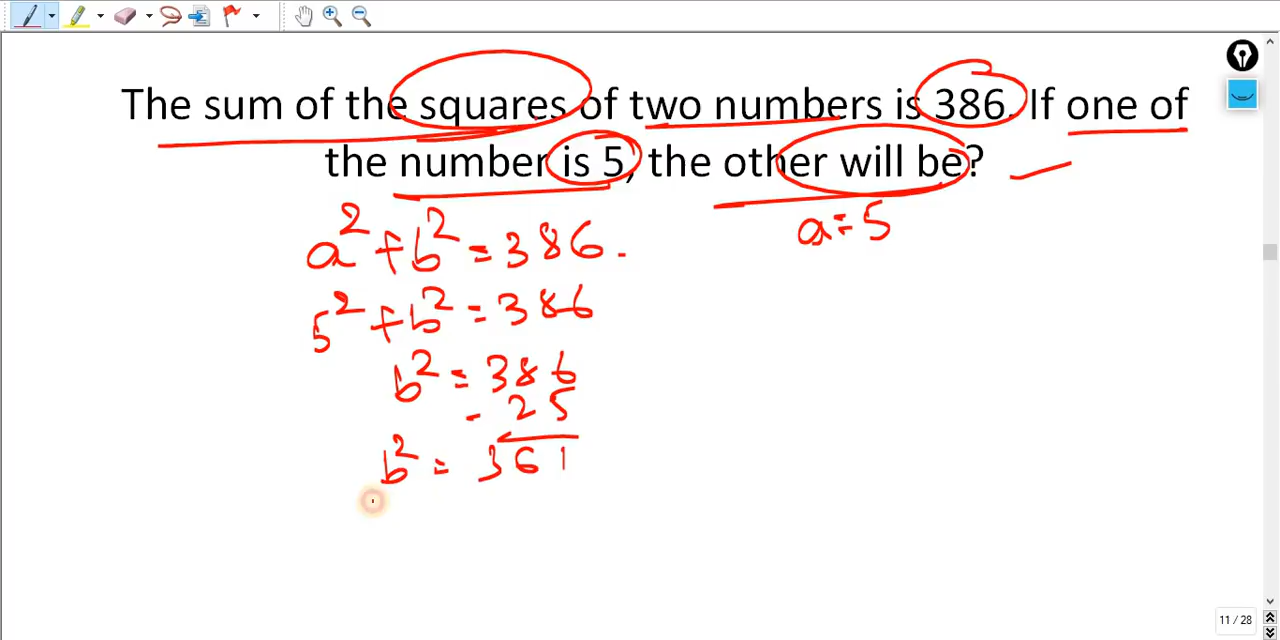 The sum of the squares of two numbers is 386. If one of
the number is 5, the other will be?
a = 5
a² + b² = 386.
5² + b² = 386
b² = 386
- 25
b² = 361
11 / 28